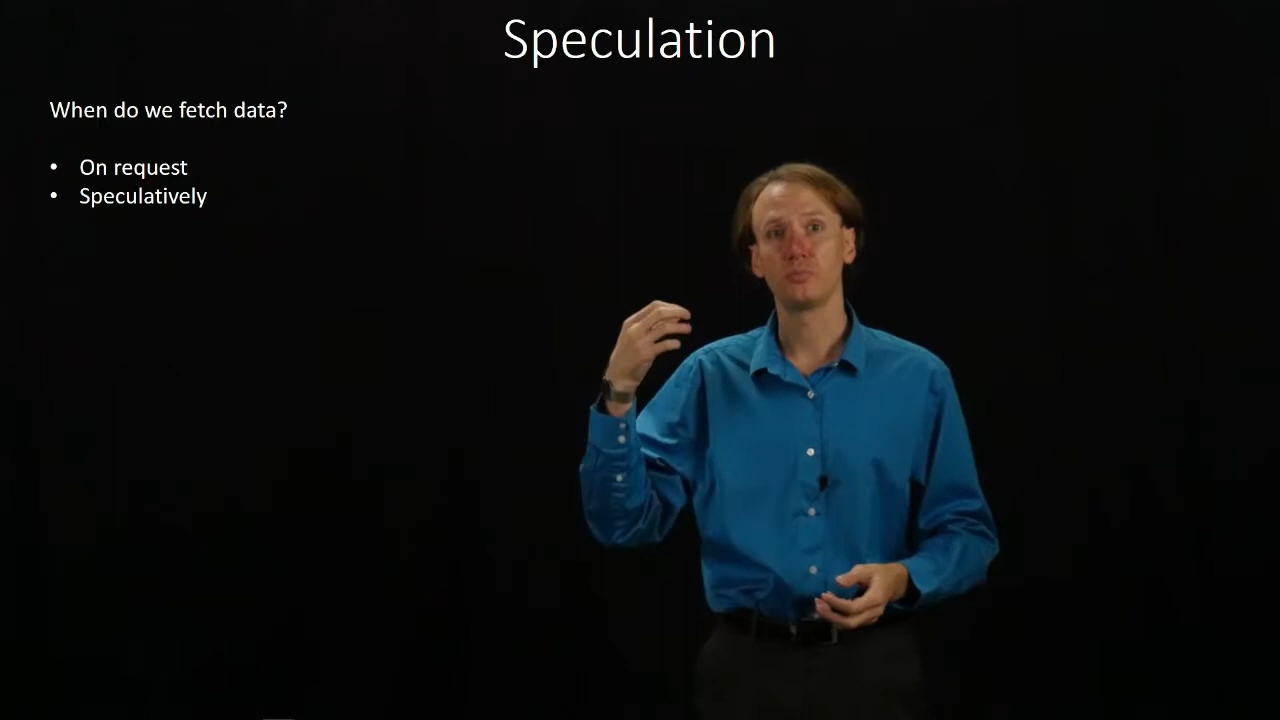 Speculation
When do we fetch data?
• On request
• Speculatively